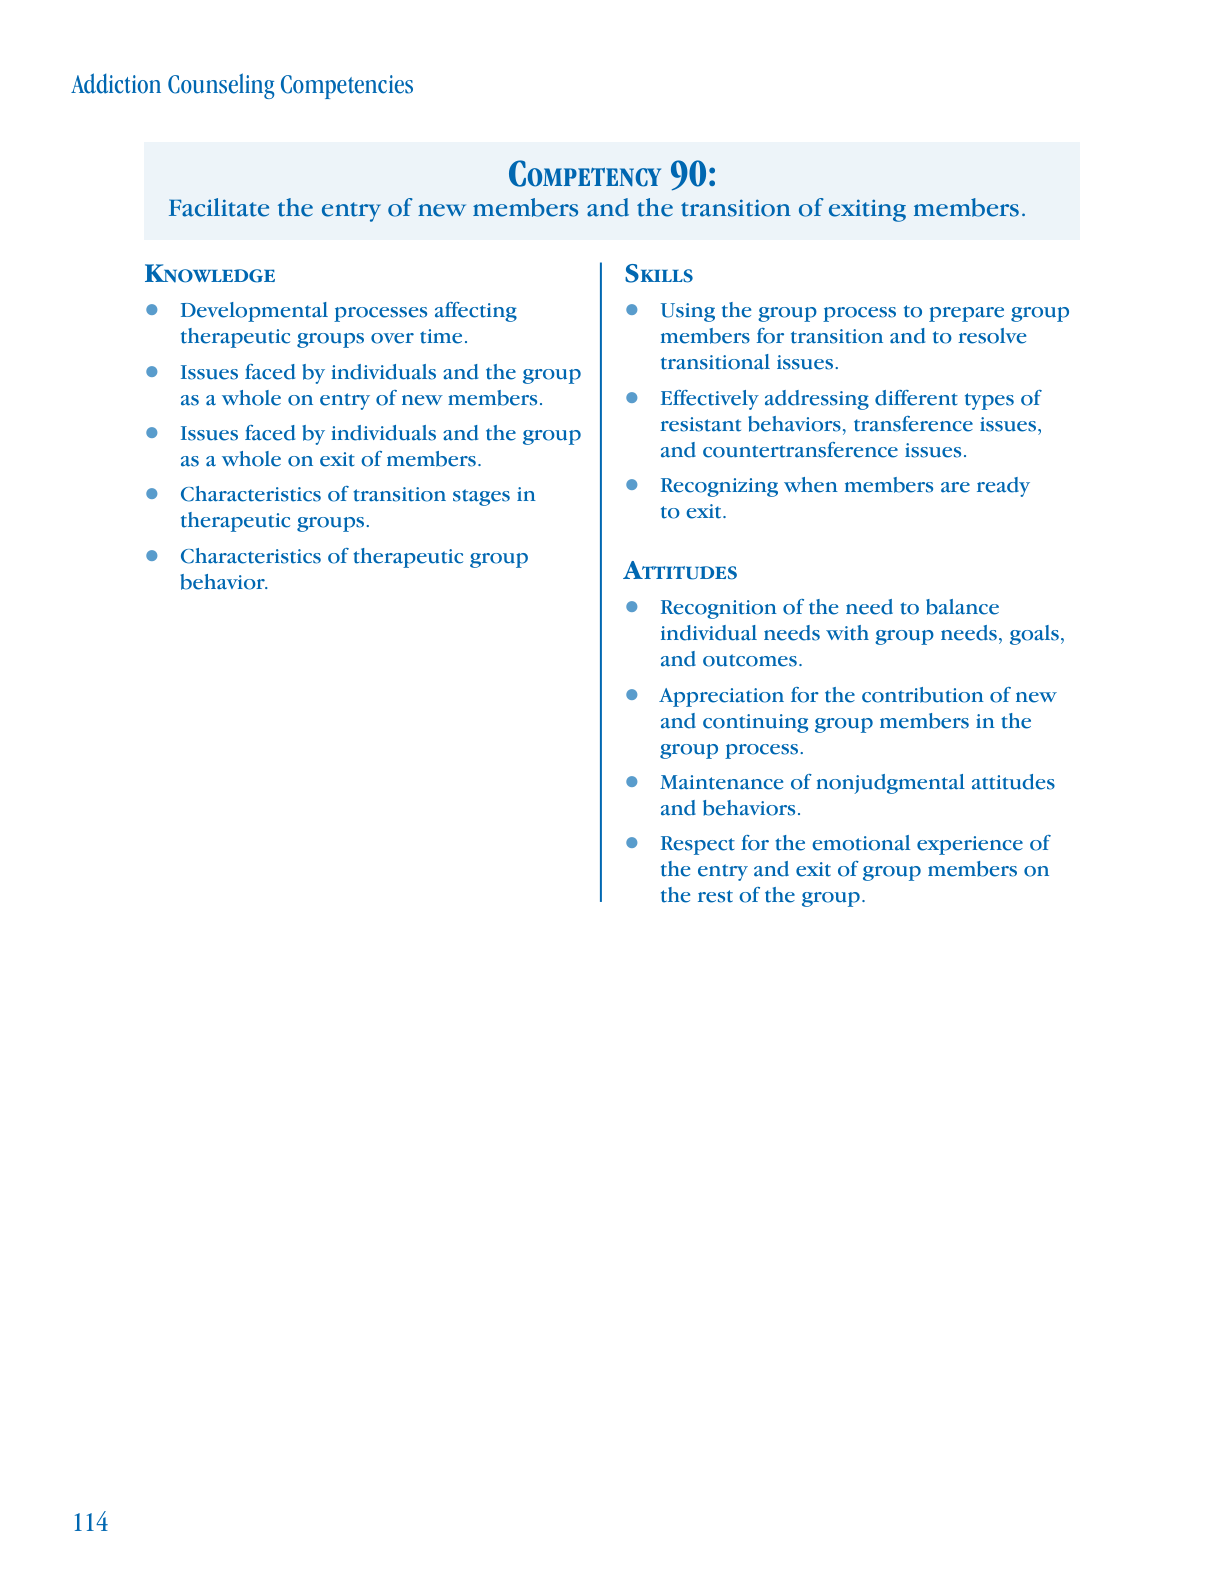 Addiction Counseling Competencies
Competency 90:
Facilitate the entry of new members and the transition of exiting members.
Knowledge
● Developmental processes affecting
therapeutic groups over time.
● Issues faced by individuals and the group
as a whole on entry of new members.
● Issues faced by individuals and the group
as a whole on exit of members.
● Characteristics of transition stages in
therapeutic groups.
● Characteristics of therapeutic group
behavior.
Skills
● Using the group process to prepare group
members for transition and to resolve
transitional issues.
● Effectively addressing different types of
resistant behaviors, transference issues,
and countertransference issues.
● Recognizing when members are ready
to exit.
Attitudes
● Recognition of the need to balance
individual needs with group needs, goals,
and outcomes.
● Appreciation for the contribution of new
and continuing group members in the
group process.
● Maintenance of nonjudgmental attitudes
and behaviors.
● Respect for the emotional experience of
the entry and exit of group members on
the rest of the group.
114